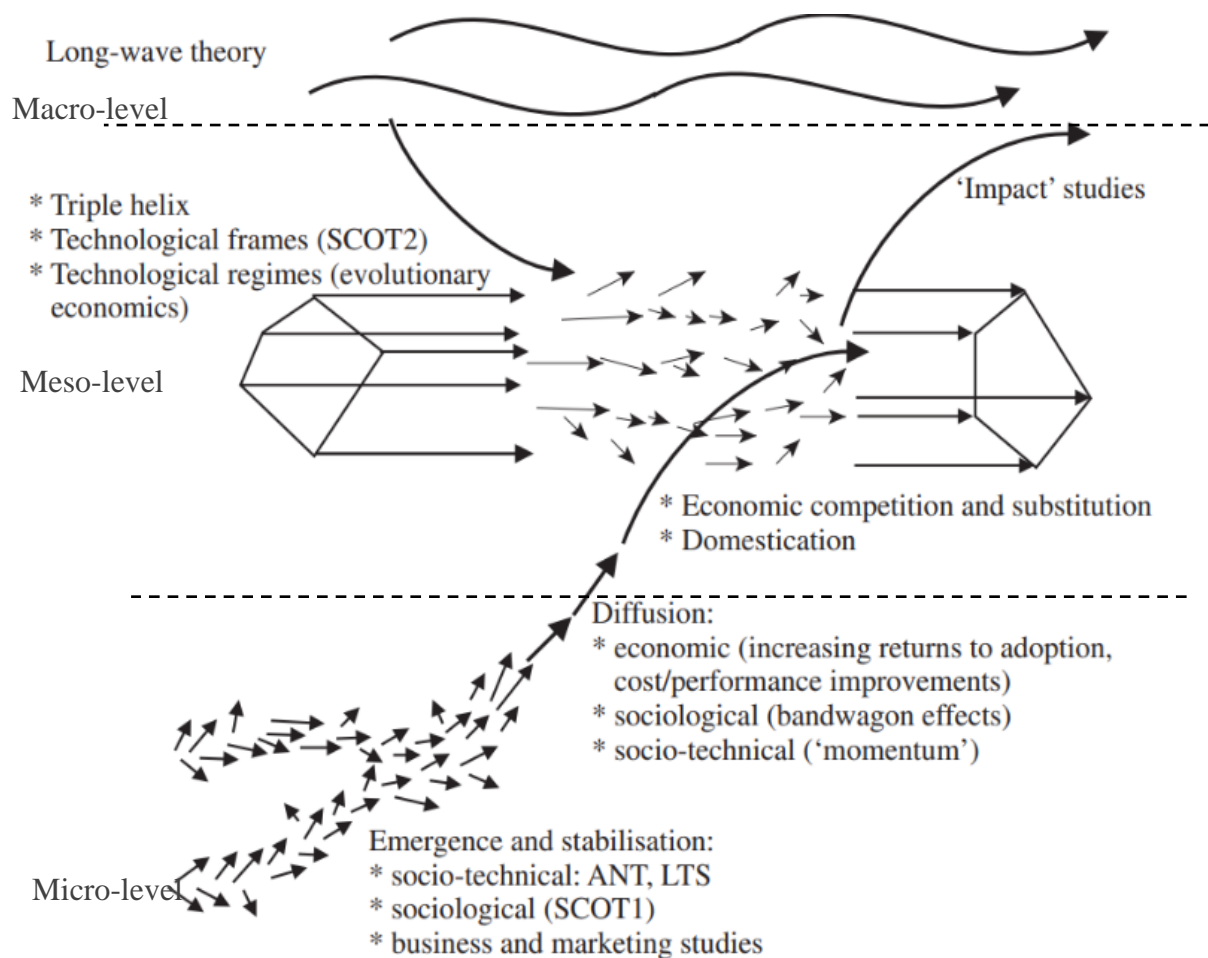 Long-wave theory
Macro-level
'Impact' studies
* Triple helix
* Technological frames (SCOT2)
* Technological regimes (evolutionary
economics)
Meso-level
* Economic competition and substitution
* Domestication
Diffusion:
* economic (increasing returns to adoption,
cost/performance improvements)
* sociological (bandwagon effects)
* socio-technical ('momentum')
Emergence and stabilisation:
* socio-technical: ANT, LTS
* sociological (SCOT1)
* business and marketing studies
Micro-level